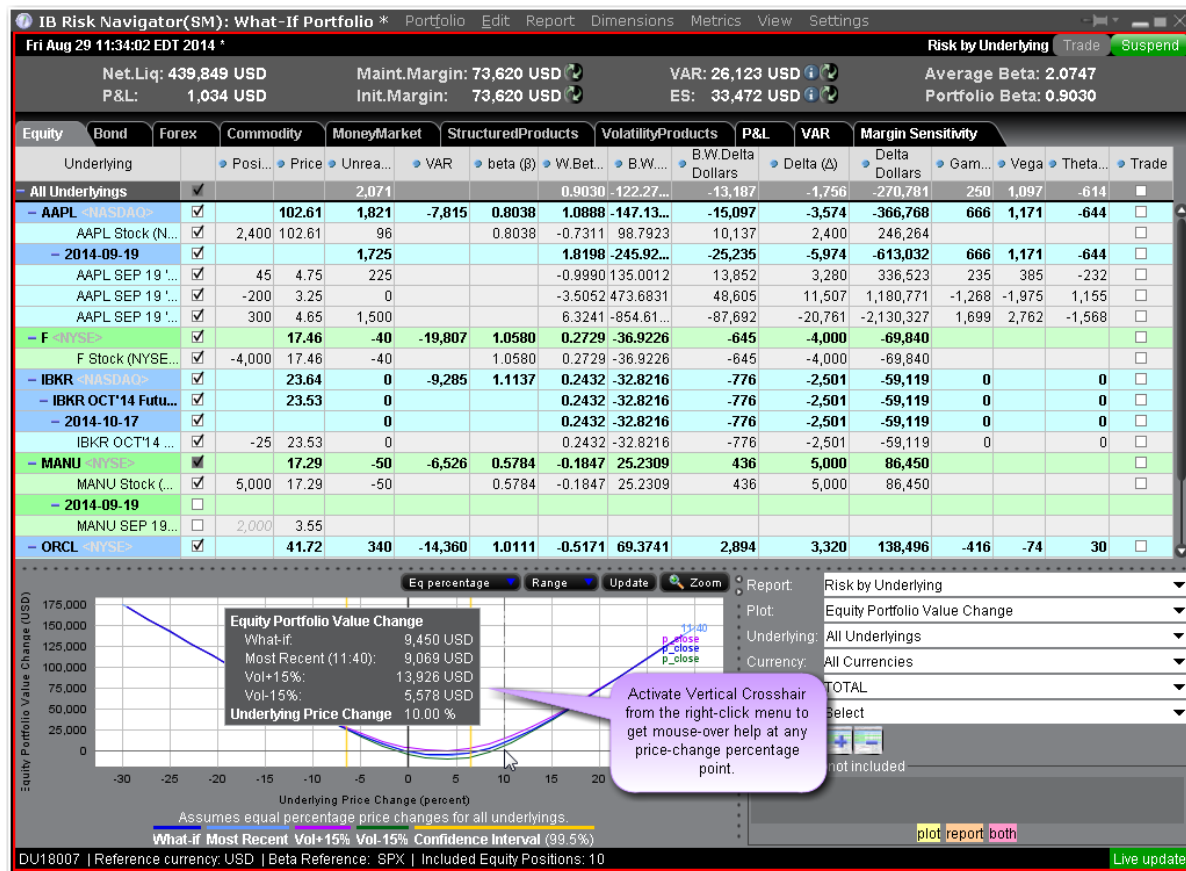 IB Risk Navigator(SM): What-If Portfolio * Portfolio Edit Report Dimensions Metrics View Settings
Fri Aug 29 11:34:02 EDT 2014 * Risk by Underlying Trade Suspend
Net.Liq: 439,849 USD Maint.Margin: 73,620 USD VAR: 26,123 USD Average Beta: 2.0747
P&L: 1,034 USD Init.Margin: 73,620 USD ES: 33,472 USD Portfolio Beta: 0.9030
Equity Bond Forex Commodity MoneyMarket StructuredProducts VolatilityProducts P&L VAR Margin Sensitivity
Underlying Posi... Price Unrea... VAR beta (β) W.Bet... B.W.... B.W.Delta Dollars Delta (Δ) Delta Dollars Gam... Vega Theta... Trade
– All Underlyings 2,071 0.9030 -122.27... -13,187 -1,756 -270,781 250 1,097 -614
– AAPL <NASDAQ> 102.61 1,821 -7,815 0.8038 1.0888 -147.13... -15,097 -3,574 -366,768 666 1,171 -644
AAPL Stock (N... 2,400 102.61 96 0.8038 -0.7311 98.7923 10,137 2,400 246,264
– 2014-09-19 1,725 1.8198 -245.92... -25,235 -5,974 -613,032 666 1,171 -644
AAPL SEP 19 '... 45 4.75 225 -0.9990 135.0012 13,852 3,280 336,523 235 385 -232
AAPL SEP 19 '... -200 3.25 0 -3.5052 473.6831 48,605 11,507 1,180,771 -1,268 -1,975 1,155
AAPL SEP 19 '... 300 4.65 1,500 6.3241 -854.61... -87,692 -20,761 -2,130,327 1,699 2,762 -1,568
– F <NYSE> 17.46 -40 -19,807 1.0580 0.2729 -36.9226 -645 -4,000 -69,840
F Stock (NYSE... -4,000 17.46 -40 1.0580 0.2729 -36.9226 -645 -4,000 -69,840
– IBKR <NASDAQ> 23.64 0 -9,285 1.1137 0.2432 -32.8216 -776 -2,501 -59,119 0 0
– IBKR OCT'14 Futu... 23.53 0 0.2432 -32.8216 -776 -2,501 -59,119 0 0
– 2014-10-17 0 0.2432 -32.8216 -776 -2,501 -59,119 0 0
IBKR OCT'14 ... -25 23.53 0 0.2432 -32.8216 -776 -2,501 -59,119 0 0
– MANU <NYSE> 17.29 -50 -6,526 0.5784 -0.1847 25.2309 436 5,000 86,450
MANU Stock (... 5,000 17.29 -50 0.5784 -0.1847 25.2309 436 5,000 86,450
– 2014-09-19
MANU SEP 19... 2,000 3.55
– ORCL <NYSE> 41.72 340 -14,360 1.0111 -0.5171 69.3741 2,894 3,320 138,496 -416 -74 30
Eq percentage Range Update Zoom
Equity Portfolio Value Change (USD)
175,000
150,000
125,000
100,000
75,000
50,000
25,000
0
Equity Portfolio Value Change
What-if: 9,450 USD
Most Recent (11:40): 9,069 USD
Vol+15%: 13,926 USD
Vol-15%: 5,578 USD
Underlying Price Change 10.00 %
11:40
p_close
p_close
p_close
Activate Vertical Crosshair
from the right-click menu to
get mouse-over help at any
price-change percentage
point.
-30 -25 -20 -15 -10 -5 0 5 10 15 20
Underlying Price Change (percent)
Assumes equal percentage price changes for all underlyings.
What-if Most Recent Vol+15% Vol-15% Confidence Interval (99.5%)
Report: Risk by Underlying
Plot: Equity Portfolio Value Change
Underlying: All Underlyings
Currency: All Currencies
TOTAL
Select
not included
plot report both
DU18007 | Reference currency: USD | Beta Reference: SPX | Included Equity Positions: 10 Live update